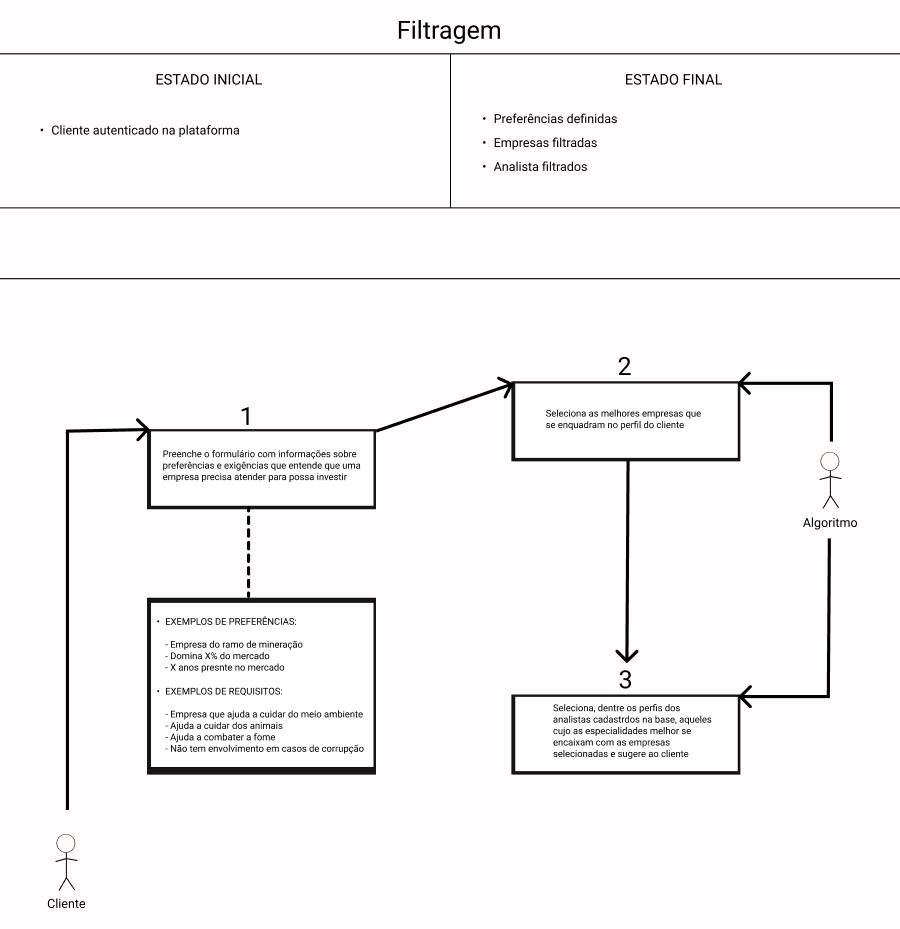 Filtragem
ESTADO INICIAL
• Cliente autenticado na plataforma
ESTADO FINAL
• Preferências definidas
• Empresas filtradas
• Analista filtrados
1
Preenche o formulário com informações sobre
preferências e exigências que entende que uma
empresa precisa atender para possa investir
• EXEMPLOS DE PREFERÊNCIAS:
- Empresa do ramo de mineração
- Domina X% do mercado
- X anos presnte no mercado
• EXEMPLOS DE REQUISITOS:
- Empresa que ajuda a cuidar do meio ambiente
- Ajuda a cuidar dos animais
- Ajuda a combater a fome
- Não tem envolvimento em casos de corrupção
2
Seleciona as melhores empresas que
se enquadram no perfil do cliente
Algoritmo
3
Seleciona, dentre os perfis dos
analistas cadastrdos na base, aqueles
cujo as especialidades melhor se
encaixam com as empresas
selecionadas e sugere ao cliente
Cliente